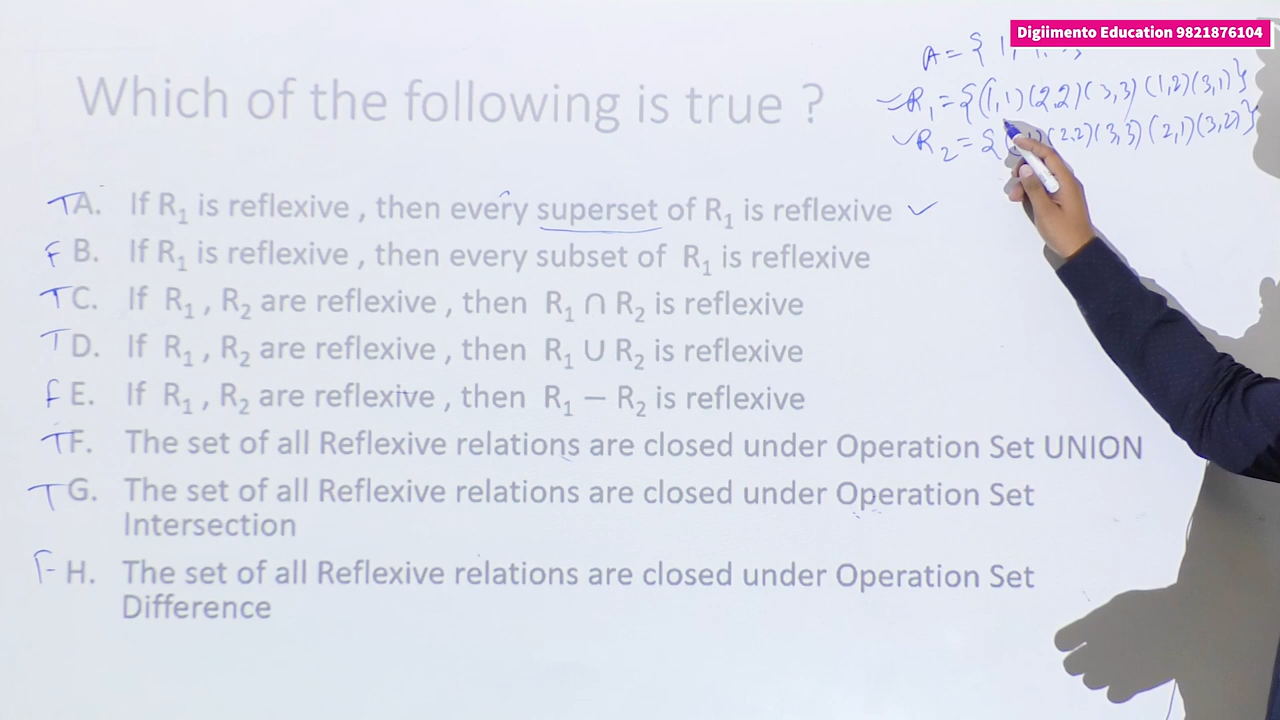 Digiimento Education 9821876104
A = { 1,
Which of the following is true ?
R₁ = {(1,1)(2,2)(3,3)(1,2)(3,1)}
R₂ = { (2,2)(3,3)(2,1)(3,2)}
T A. If R₁ is reflexive , then every superset of R₁ is reflexive ✓
F B. If R₁ is reflexive , then every subset of R₁ is reflexive
T C. If R₁ , R₂ are reflexive , then R₁ ∩ R₂ is reflexive
T D. If R₁ , R₂ are reflexive , then R₁ ∪ R₂ is reflexive
F E. If R₁ , R₂ are reflexive , then R₁ − R₂ is reflexive
T F. The set of all Reflexive relations are closed under Operation Set UNION
T G. The set of all Reflexive relations are closed under Operation Set
Intersection
F H. The set of all Reflexive relations are closed under Operation Set
Difference